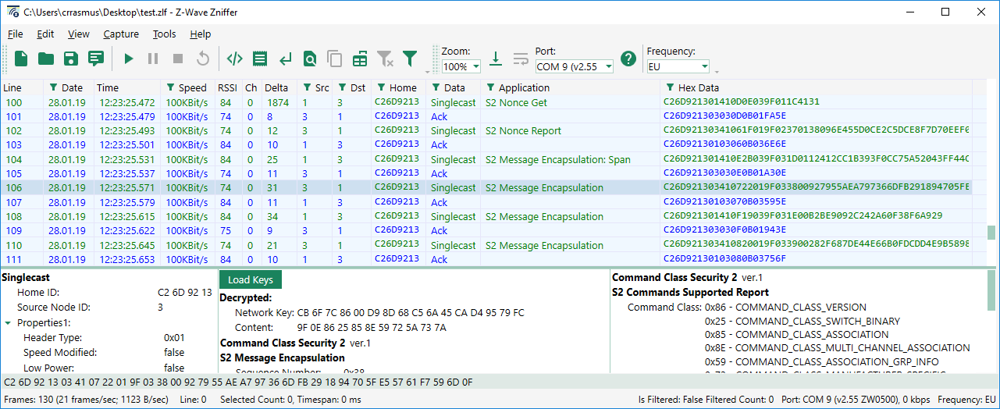 C:\Users\crrasmus\Desktop\test.zlf - Z-Wave Zniffer
File Edit View Capture Tools Help
Zoom: Port: Frequency:
100% COM 9 (v2.55 EU
Line Date Time Speed RSSI Ch Delta Src Dst Home Data Application Hex Data
100 28.01.19 12:23:25.472 100KBit/s 84 0 1874 1 3 C26D9213 Singlecast S2 Nonce Get C26D921301410D0E039F011C4131
101 28.01.19 12:23:25.479 100KBit/s 74 0 8 3 1 C26D9213 Ack C26D921303030D0B01FA5E
102 28.01.19 12:23:25.493 100KBit/s 74 0 12 3 1 C26D9213 Singlecast S2 Nonce Report C26D92130341061F019F02370138096E455D0CE2C5DCE8F7D70EEF0
103 28.01.19 12:23:25.501 100KBit/s 84 0 10 1 3 C26D9213 Ack C26D92130103060B036E6E
104 28.01.19 12:23:25.531 100KBit/s 84 0 25 1 3 C26D9213 Singlecast S2 Message Encapsulation: Span C26D921301410E2B039F031D0112412CC1B393F0CC75A52043FF44C
105 28.01.19 12:23:25.537 100KBit/s 74 0 11 3 1 C26D9213 Ack C26D921303030E0B01A30E
106 28.01.19 12:23:25.571 100KBit/s 74 0 31 3 1 C26D9213 Singlecast S2 Message Encapsulation C26D921303410722019F033800927955AEA797366DFB291894705FE
107 28.01.19 12:23:25.579 100KBit/s 84 0 11 1 3 C26D9213 Ack C26D92130103070B03595E
108 28.01.19 12:23:25.615 100KBit/s 84 0 34 1 3 C26D9213 Singlecast S2 Message Encapsulation C26D921301410F19039F031E00B2BE9092C242A60F38F6A929
109 28.01.19 12:23:25.622 100KBit/s 75 0 9 3 1 C26D9213 Ack C26D921303030F0B01943E
110 28.01.19 12:23:25.645 100KBit/s 74 0 21 3 1 C26D9213 Singlecast S2 Message Encapsulation C26D921303410820019F033900282F687DE44E66B0FDCDD4E9B5898
111 28.01.19 12:23:25.653 100KBit/s 84 0 10 1 3 C26D9213 Ack C26D92130103080B03756F
Singlecast
Home ID: C2 6D 92 13
Source Node ID: 3
Properties1:
Header Type: 0x01
Speed Modified: false
Low Power: false
Load Keys
Decrypted:
Network Key: CB 6F 7C 86 00 D9 8D 68 C5 6A 45 CA D4 95 79 FC
Content: 9F 0E 86 25 85 8E 59 72 5A 73 7A
Command Class Security 2 ver.1
S2 Message Encapsulation
Sequence Number: 0x38
Command Class Security 2 ver.1
S2 Commands Supported Report
Command Class: 0x86 - COMMAND_CLASS_VERSION
0x25 - COMMAND_CLASS_SWITCH_BINARY
0x85 - COMMAND_CLASS_ASSOCIATION
0x8E - COMMAND_CLASS_MULTI_CHANNEL_ASSOCIATION
0x59 - COMMAND_CLASS_ASSOCIATION_GRP_INFO
0x72 - COMMAND_CLASS_MANUFACTURER_SPECIFIC
C2 6D 92 13 03 41 07 22 01 9F 03 38 00 92 79 55 AE A7 97 36 6D FB 29 18 94 70 5F E5 57 61 F7 59 6D 0F
Frames: 130 (21 frames/sec; 1123 B/sec) Line: 0 Selected Count: 0, Timespan: 0 ms Is Filtered: False Filtered Count: 0 Port: COM 9 (v2.55 ZW0500), 0 kbps Frequency: EU